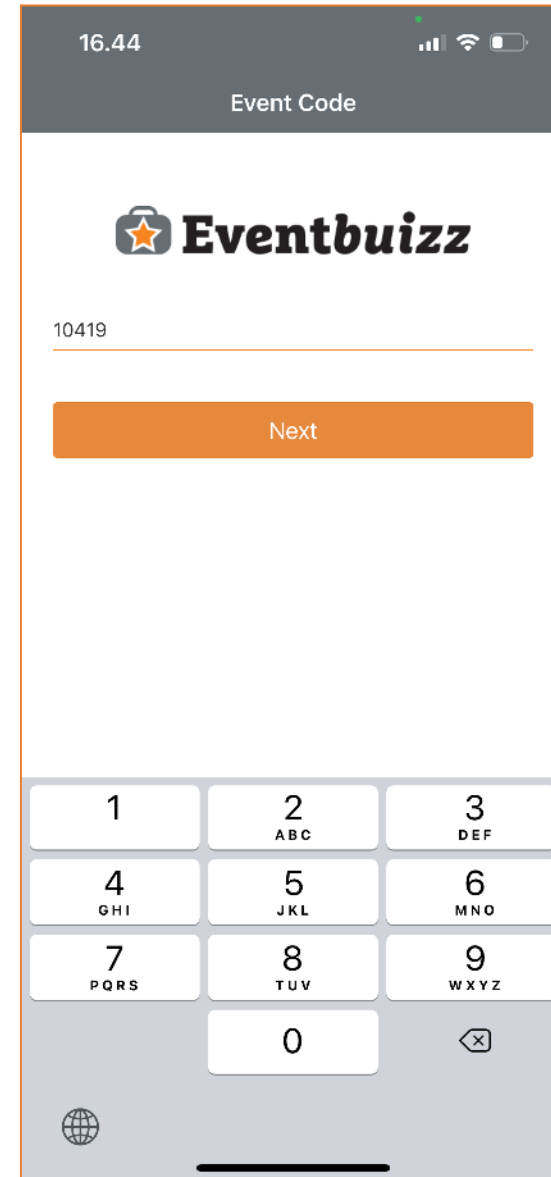 16.44
Event Code
Eventbuizz
10419
Next
1 2 3
ABC DEF
4 5 6
GHI JKL MNO
7 8 9
PQRS TUV WXYZ
0